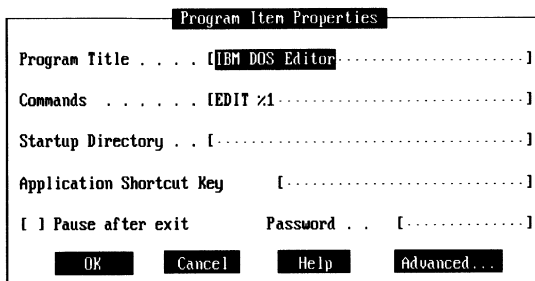 Program Item Properties
Program Title . . . . [IBM DOS Editor····························]
Commands . . . . . . [EDIT %1····························]
Startup Directory . . [····························]
Application Shortcut Key [····························]
[ ] Pause after exit Password . . [··············]
OK Cancel Help Advanced...